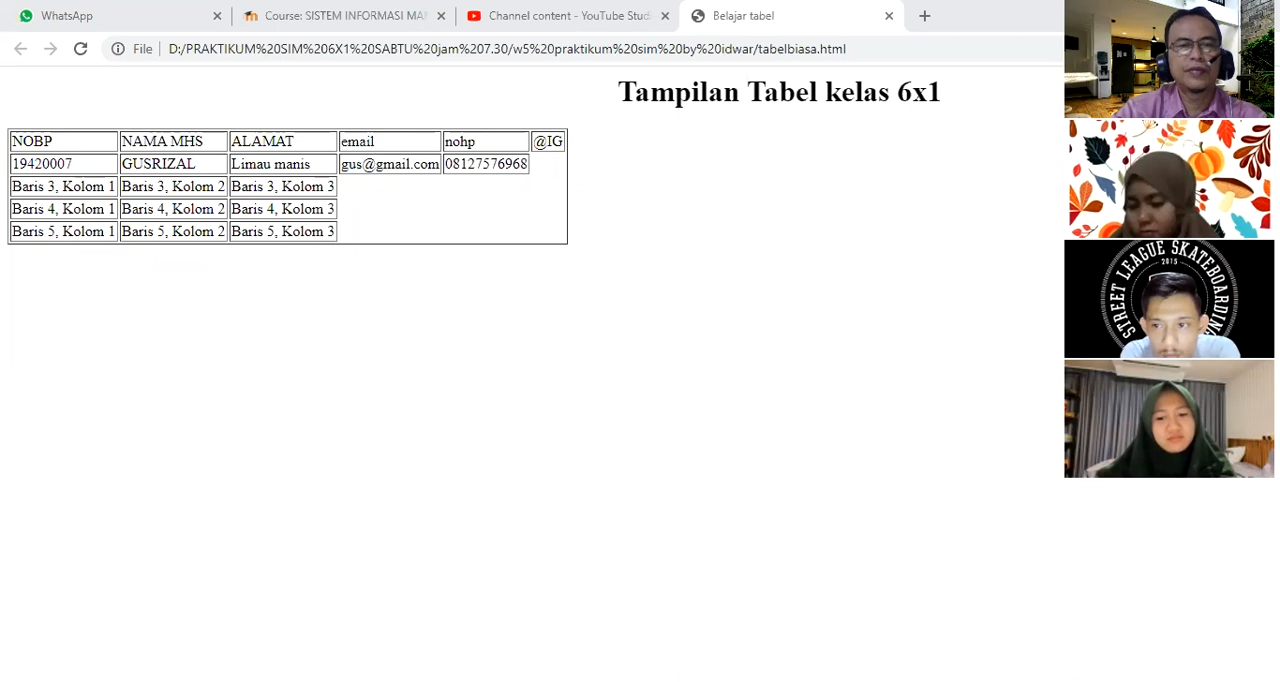 WhatsApp
Course: SISTEM INFORMASI MA
Channel content - YouTube Stud
Belajar tabel
File
D:/PRAKTIKUM%20SIM%206X1%20SABTU%20jam%207.30/w5%20praktikum%20sim%20by%20idwar/tabelbiasa.html
Tampilan Tabel kelas 6x1
NOBP NAMA MHS ALAMAT email nohp @IG
19420007 GUSRIZAL Limau manis gus@gmail.com 08127576968
Baris 3, Kolom 1 Baris 3, Kolom 2 Baris 3, Kolom 3
Baris 4, Kolom 1 Baris 4, Kolom 2 Baris 4, Kolom 3
Baris 5, Kolom 1 Baris 5, Kolom 2 Baris 5, Kolom 3
STREET LEAGUE SKATEBOARDING
2015